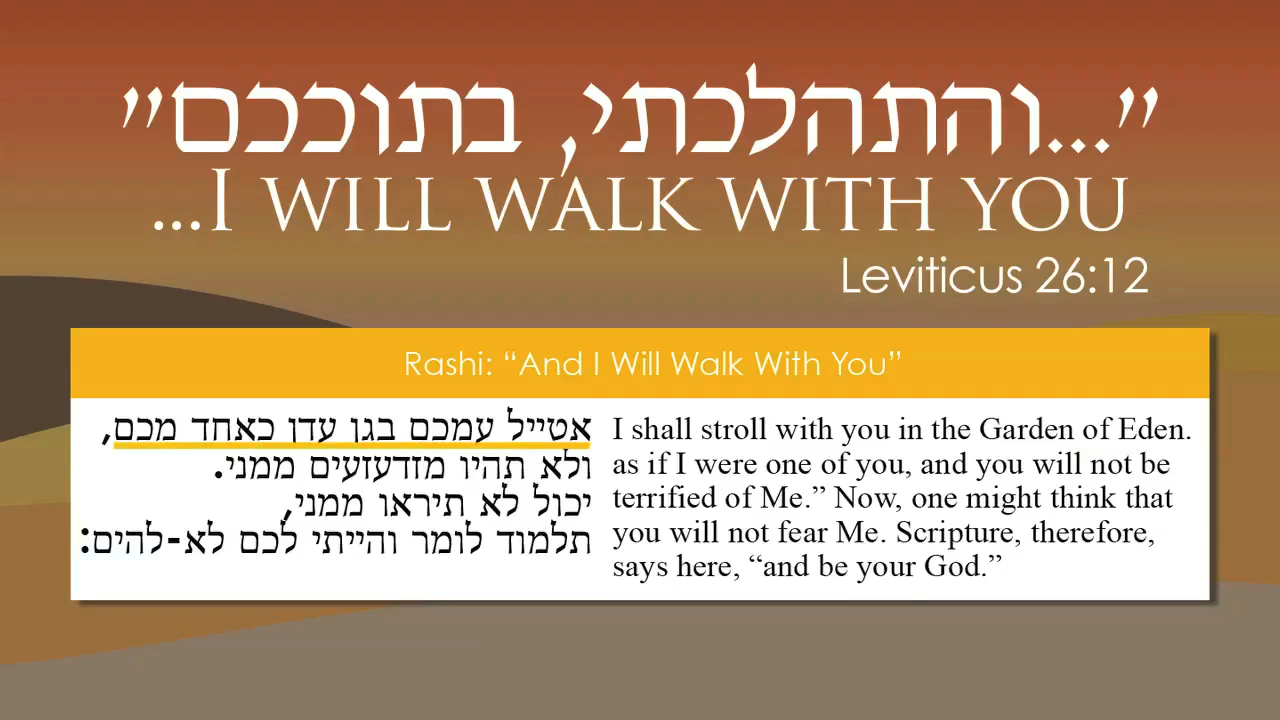 "...והתהלכתי, בתוככם"
...I WILL WALK WITH YOU
Leviticus 26:12
Rashi: “And I Will Walk With You”
אטייל עמכם בגן עדן כאחד מכם,
ולא תהיו מזדעזעים ממני.
יכול לא תיראו ממני,
תלמוד לומר והייתי לכם לא-להים:
I shall stroll with you in the Garden of Eden.
as if I were one of you, and you will not be
terrified of Me.” Now, one might think that
you will not fear Me. Scripture, therefore,
says here, “and be your God.”